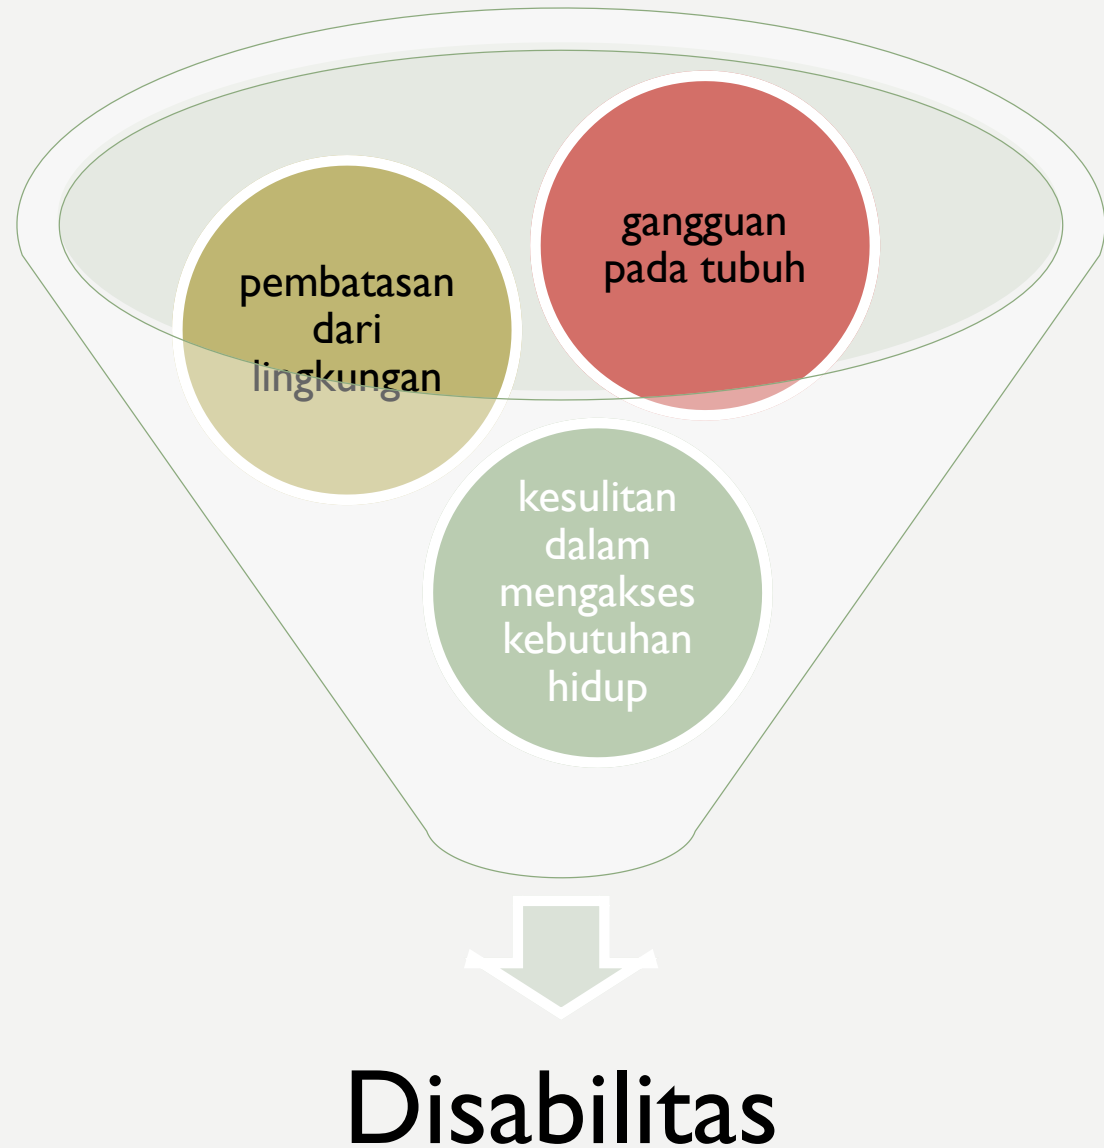 gangguan
pada tubuh
pembatasan
dari
lingkungan
kesulitan
dalam
mengakses
kebutuhan
hidup
Disabilitas